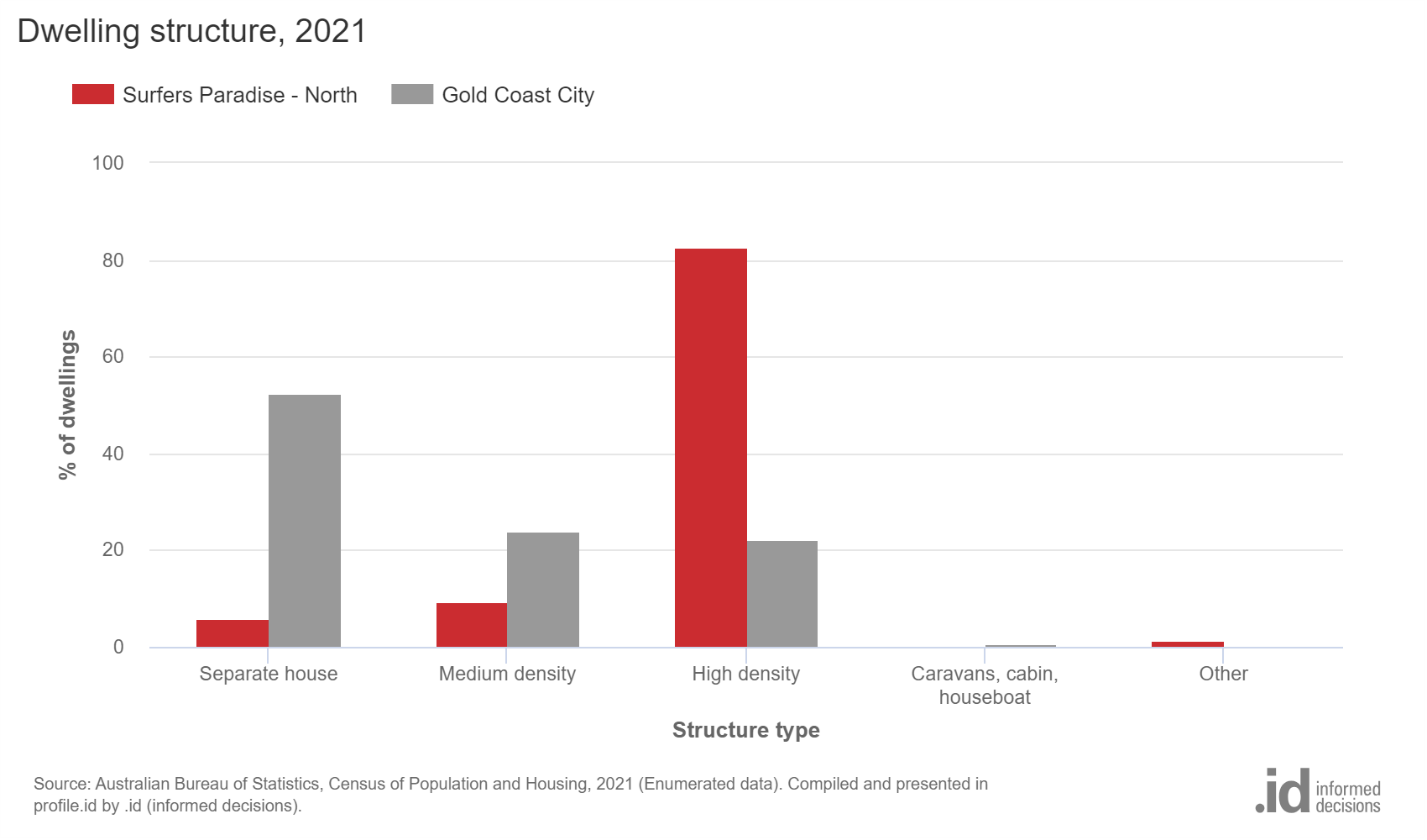 Dwelling structure, 2021
Surfers Paradise - North
Gold Coast City
100
80
60
40
20
0
% of dwellings
Separate house
Medium density
High density
Caravans, cabin,
houseboat
Other
Structure type
Source: Australian Bureau of Statistics, Census of Population and Housing, 2021 (Enumerated data). Compiled and presented in
profile.id by .id (informed decisions).
.id informed
decisions